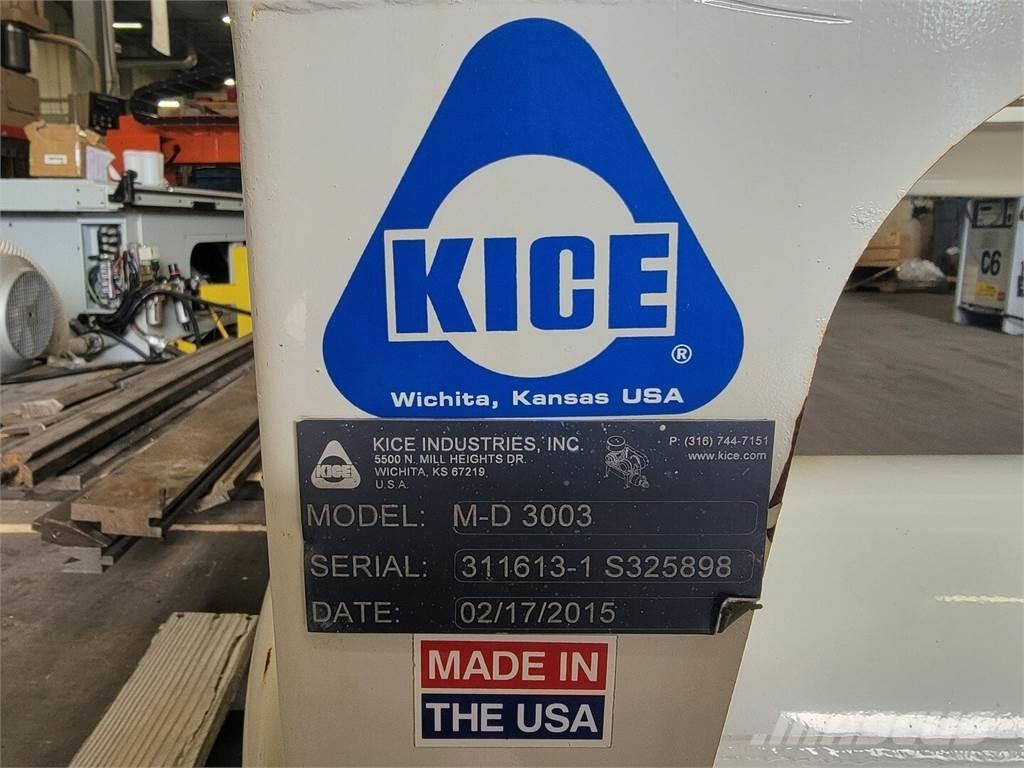 KICE
®
Wichita, Kansas USA
KICE
KICE INDUSTRIES, INC.
5500 N. MILL HEIGHTS DR.
WICHITA, KS 67219
U.S.A.
P: (316) 744-7151
www.kice.com
MODEL: M-D 3003
SERIAL: 311613-1 S325898
DATE: 02/17/2015
MADE IN
THE USA
C6